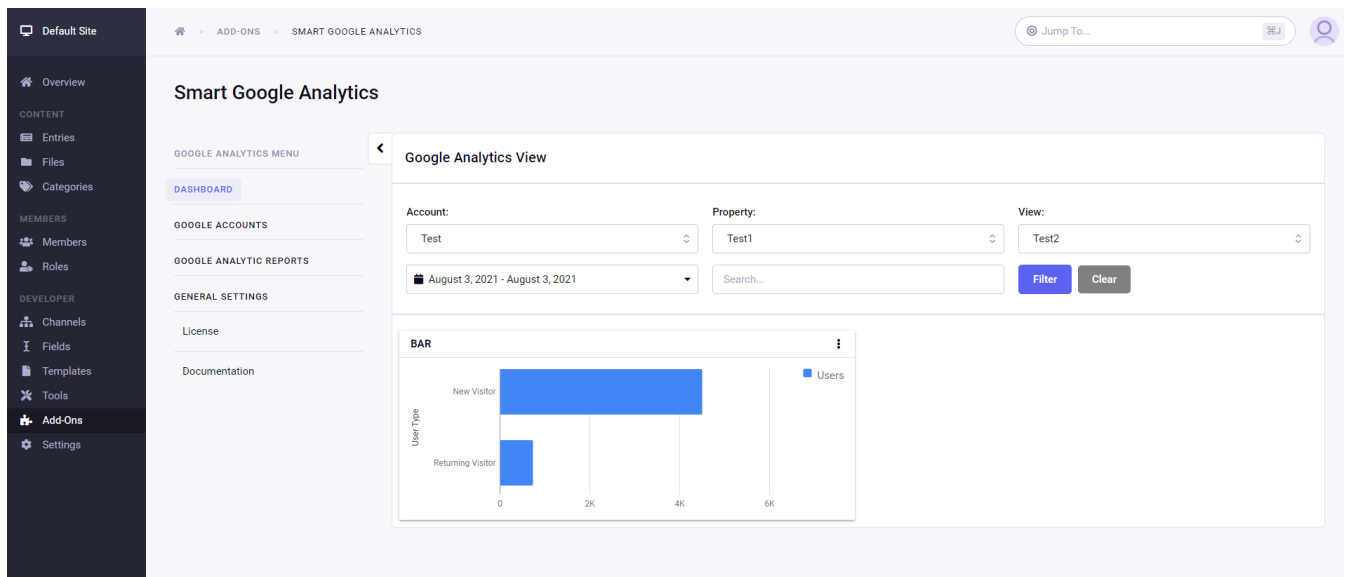 Default Site
ADD-ONS > SMART GOOGLE ANALYTICS
Jump To...
⌘J
Overview
CONTENT
Entries
Files
Categories
MEMBERS
Members
Roles
DEVELOPER
Channels
Fields
Templates
Tools
Add-Ons
Settings
Smart Google Analytics
GOOGLE ANALYTICS MENU
DASHBOARD
GOOGLE ACCOUNTS
GOOGLE ANALYTIC REPORTS
GENERAL SETTINGS
License
Documentation
Google Analytics View
Account:
Test
Property:
Test1
View:
Test2
August 3, 2021 - August 3, 2021
Search...
Filter
Clear
BAR
Users
User Type
New Visitor
Returning Visitor
0 2K 4K 6K